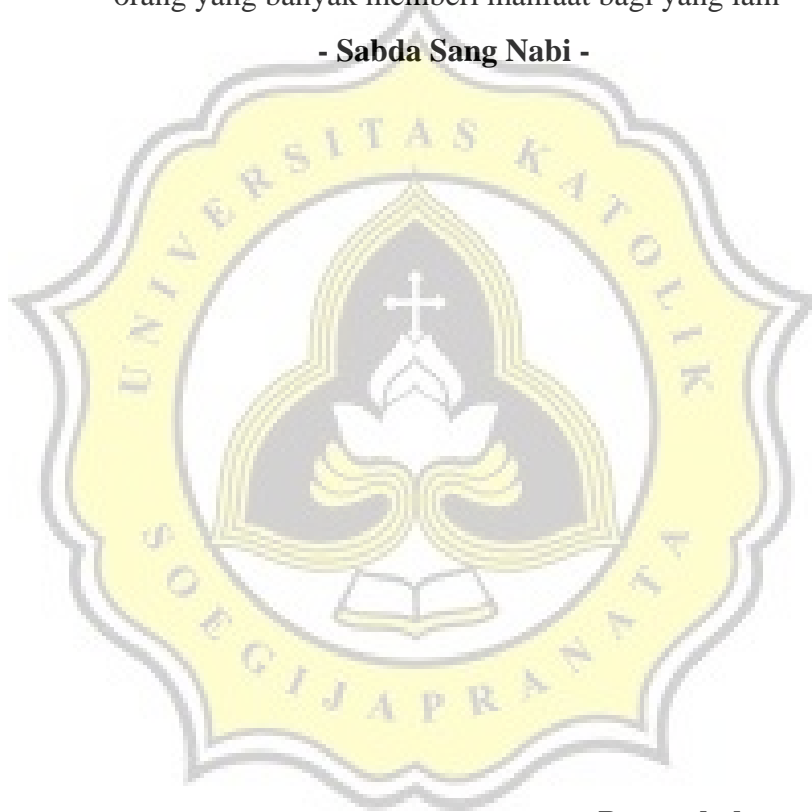 orang yang banyak memberi manfaat bagi yang lain
- Sabda Sang Nabi -
UNIVERSITAS KATOLIK
SOEGIJAPRANATA